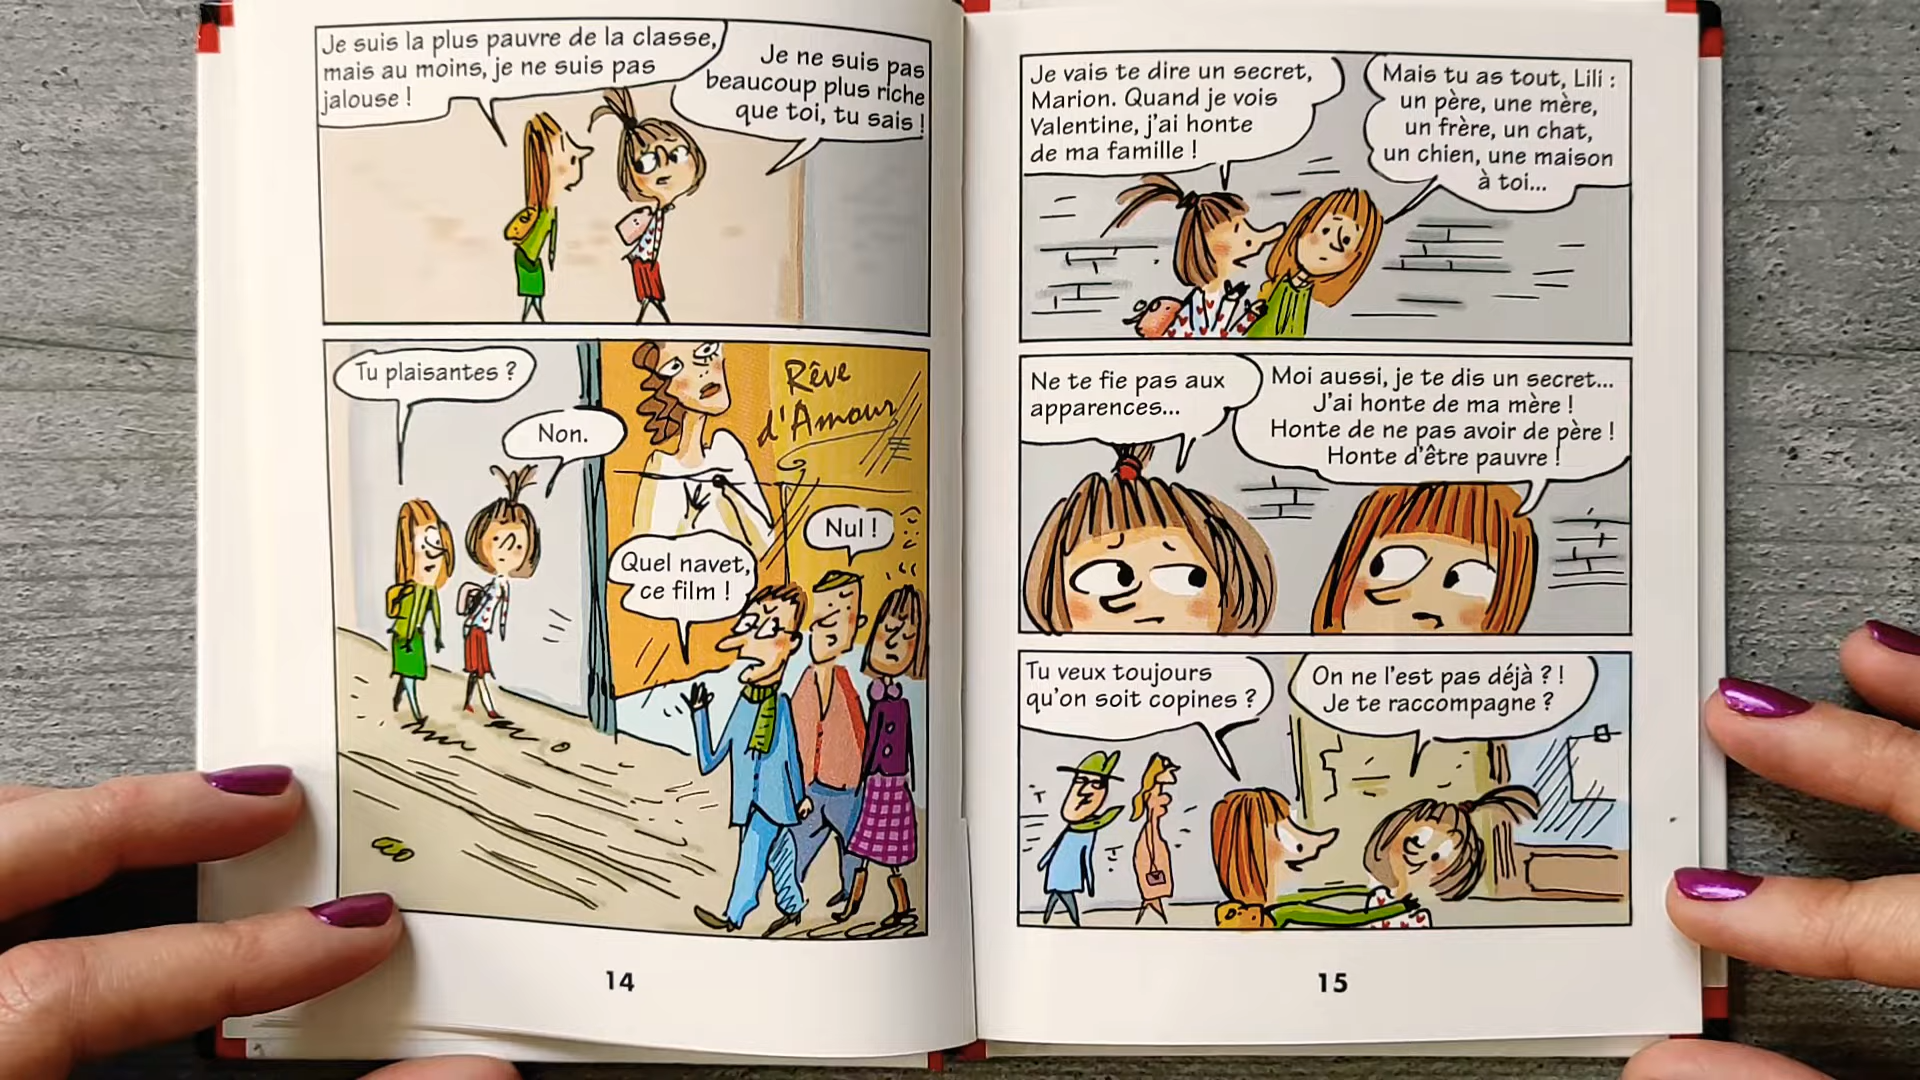 Je suis la plus pauvre de la classe,
mais au moins, je ne suis pas
jalouse !
Je ne suis pas
beaucoup plus riche
que toi, tu sais !
Tu plaisantes ?
Non.
Rêve
d'Amour
Quel navet,
ce film !
Nul !
14
Je vais te dire un secret,
Marion. Quand je vois
Valentine, j'ai honte
de ma famille !
Mais tu as tout, Lili :
un père, une mère,
un frère, un chat,
un chien, une maison
à toi...
Ne te fie pas aux
apparences...
Moi aussi, je te dis un secret...
J'ai honte de ma mère !
Honte de ne pas avoir de père !
Honte d'être pauvre !
Tu veux toujours
qu'on soit copines ?
On ne l'est pas déjà ? !
Je te raccompagne ?
15